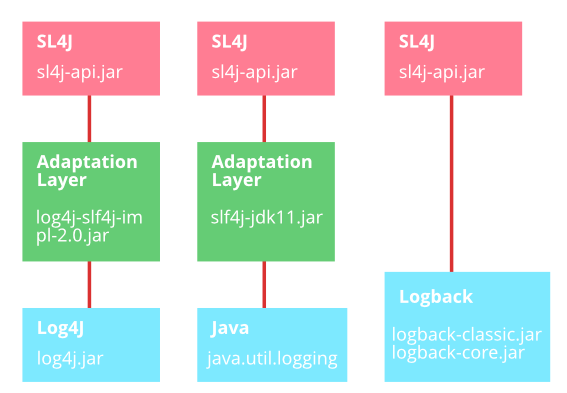 SL4J
sl4j-api.jar
Adaptation
Layer
log4j-slf4j-im
pl-2.0.jar
Log4J
log4j.jar
SL4J
sl4j-api.jar
Adaptation
Layer
slf4j-jdk11.jar
Java
java.util.logging
SL4J
sl4j-api.jar
Logback
logback-classic.jar
logback-core.jar